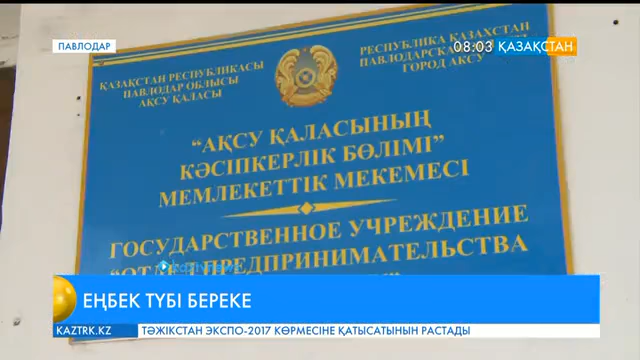 ПАВЛОДАР
08:03 ҚАЗАҚСТАН
ҚАЗАҚСТАН РЕСПУБЛИКАСЫ
ПАВЛОДАР ОБЛЫСЫ
АҚСУ ҚАЛАСЫ
РЕСПУБЛИКА КАЗАХСТАН
ПАВЛОДАРСКАЯ
ГОРОД АКСУ
“АҚСУ ҚАЛАСЫНЫҢ
КӘСІПКЕРЛІК БӨЛІМІ”
МЕМЛЕКЕТТІК МЕКЕМЕСІ
ГОСУДАРСТВЕННОЕ УЧРЕЖДЕНИЕ
ПРЕДПРИНИМАТЕЛЬСТВА
ЕҢБЕК ТҮБІ БЕРЕКЕ
KAZTRK.KZ
ТӘЖІКСТАН ЭКСПО-2017 КӨРМЕСІНЕ ҚАТЫСАТЫНЫН РАСТАДЫ